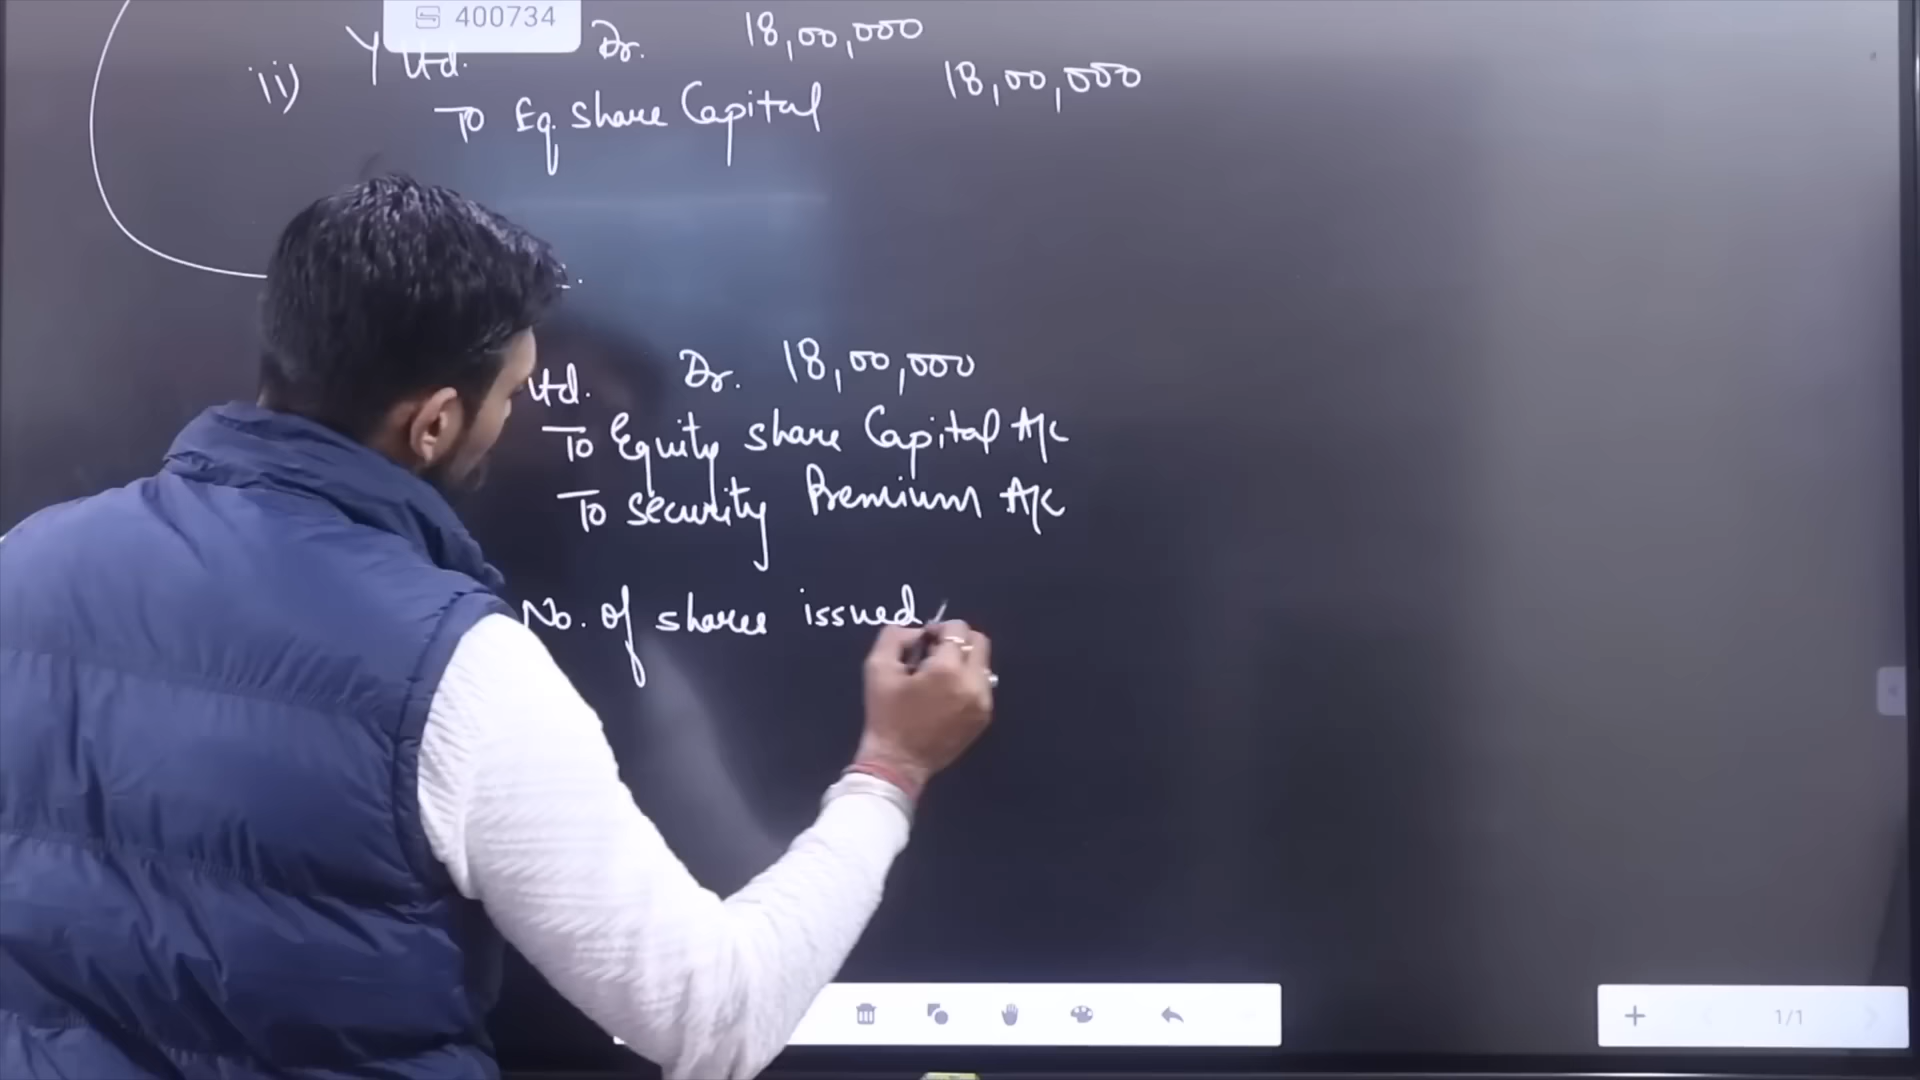 400734
Dr. 18,00,000
ii) Y Ltd.
To Eq. Share Capital 18,00,000
Ltd. Dr. 18,00,000
To Equity Share Capital A/c
To Security Premium A/c
No. of shares issued
1/1